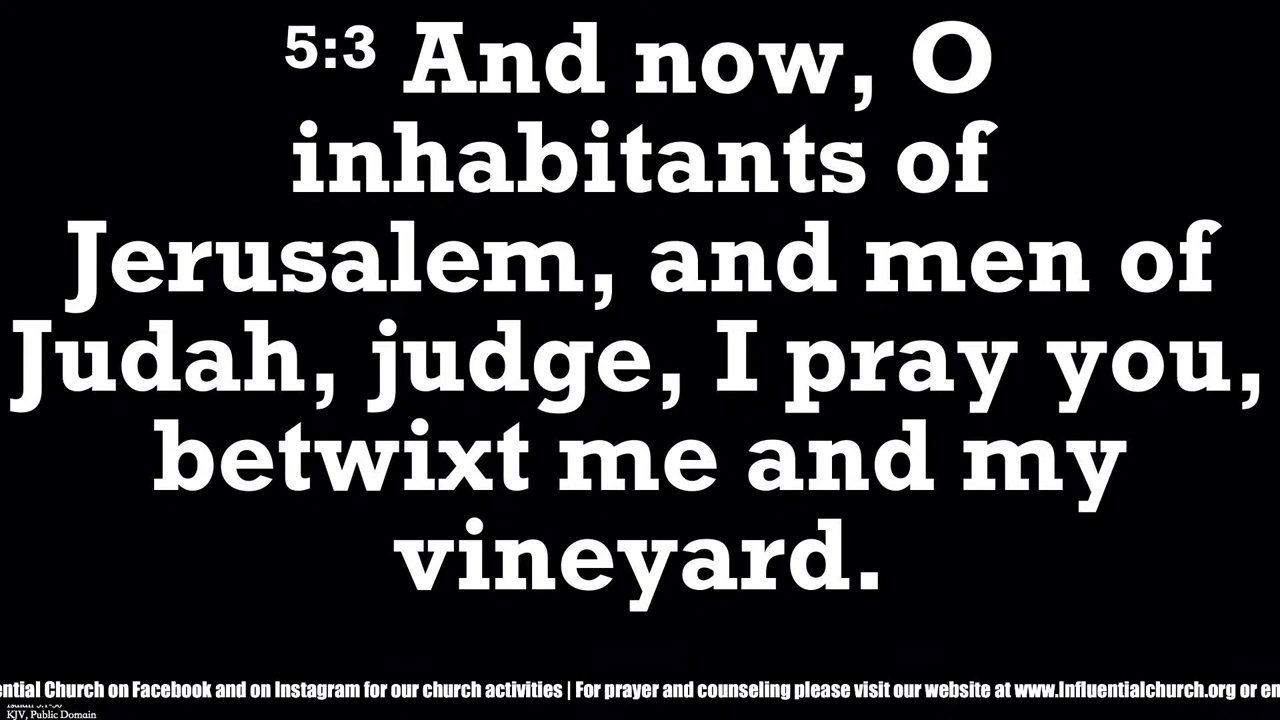 5:3 And now, O
inhabitants of
Jerusalem, and men of
Judah, judge, I pray you,
betwixt me and my
vineyard.
ential Church on Facebook and on Instagram for our church activities | For prayer and counseling please visit our website at www.Influentialchurch.org or em
KJV, Public Domain